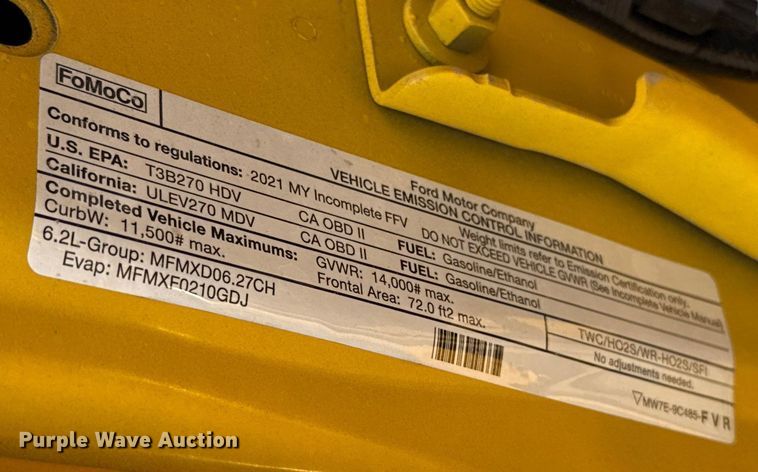 FoMoCo
Ford Motor Company
VEHICLE EMISSION CONTROL INFORMATION
Conforms to regulations: 2021 MY Incomplete FFV
Weight limits refer to Emission Certification only.
DO NOT EXCEED VEHICLE GVWR (See Incomplete Vehicle Manual)
U.S. EPA: T3B270 HDV CA OBD II FUEL: Gasoline/Ethanol
California: ULEV270 MDV CA OBD II FUEL: Gasoline/Ethanol
Completed Vehicle Maximums: GVWR: 14,000# max.
CurbW: 11,500# max. Frontal Area: 72.0 ft2 max.
6.2L-Group: MFMXD06.27CH
Evap: MFMXF0210GDJ
TWC/HO2S/WR-HO2S/SFI
No adjustments needed.
▽MW7E-9C485-F V R
Purple Wave Auction